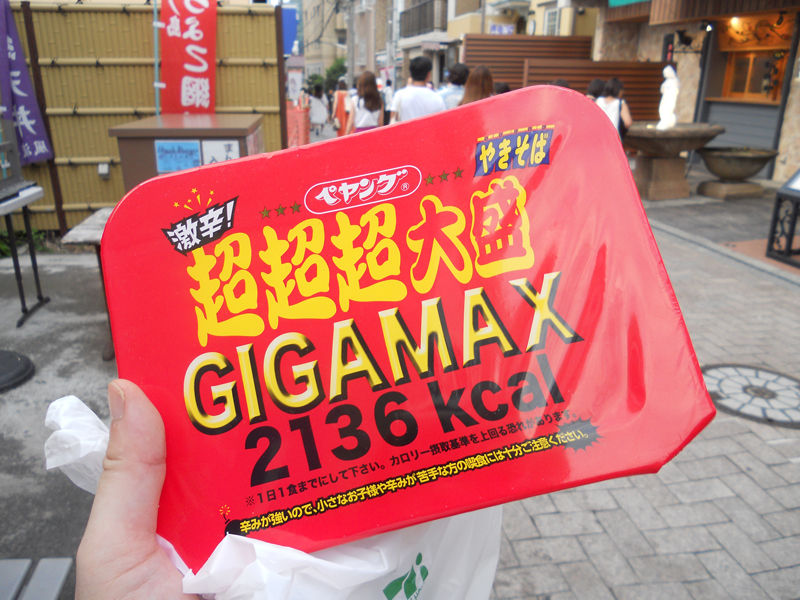 やきそば
ペヤング®
激辛!
超超超大盛
GIGAMAX
2136 kcal
※1日1食までにして下さい。カロリー摂取基準を上回る恐れがあります。
辛みが強いので、小さなお子様や辛みが苦手な方の喫食には十分ご注意ください。